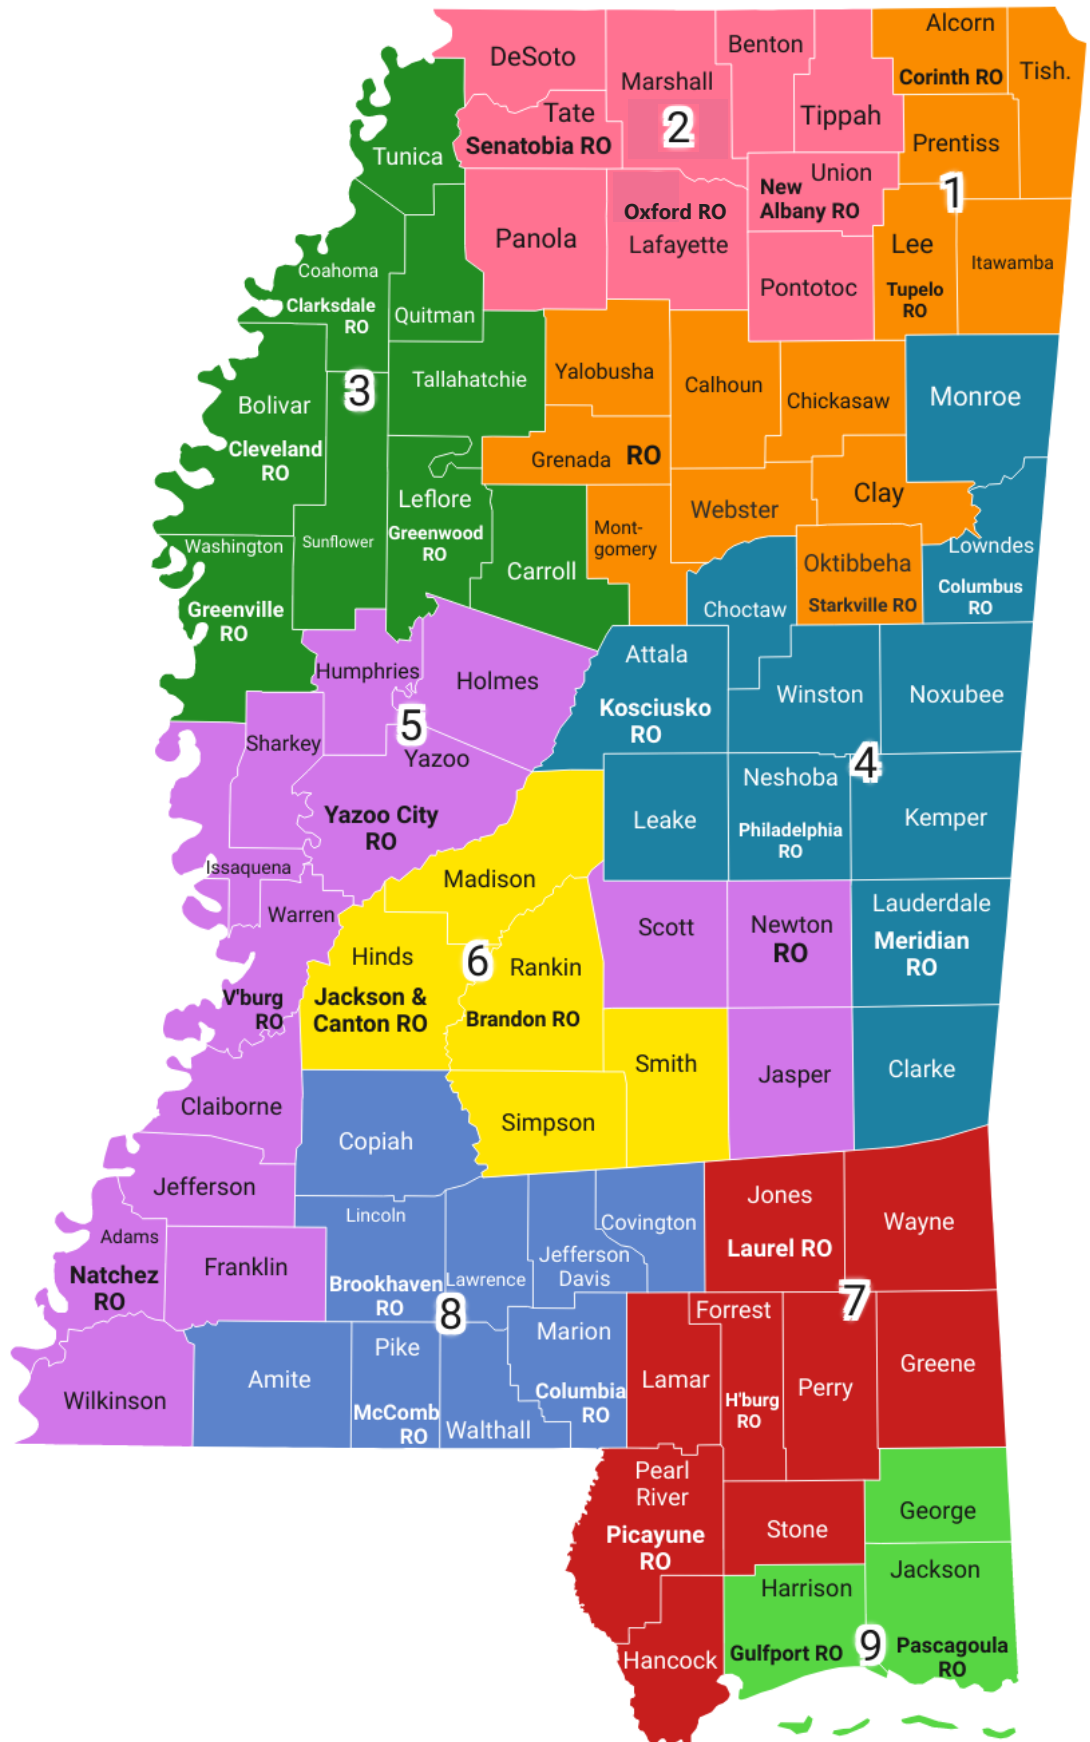 DeSoto
Marshall
Benton
Alcorn
Corinth RO
Tish.
Tate
Senatobia RO
2
Tippah
Prentiss
Tunica
Union
New
Albany RO
1
Panola
Oxford RO
Lafayette
Pontotoc
Lee
Tupelo
RO
Itawamba
Coahoma
Clarksdale
RO
Quitman
3
Tallahatchie
Yalobusha
Calhoun
Chickasaw
Monroe
Bolivar
Cleveland
RO
Grenada RO
Leflore
Greenwood
RO
Webster
Clay
Washington
Sunflower
Mont-
gomery
Carroll
Oktibbeha
Starkville RO
Lowndes
Columbus
RO
Greenville
RO
Choctaw
Humphries
Holmes
Attala
Kosciusko
RO
Winston
Noxubee
5
Sharkey
Yazoo
Yazoo City
RO
4
Neshoba
Philadelphia
RO
Leake
Kemper
Issaquena
Warren
Madison
V'burg
RO
Hinds
Jackson &
Canton RO
6
Rankin
Brandon RO
Scott
Newton
RO
Lauderdale
Meridian
RO
Smith
Jasper
Clarke
Claiborne
Copiah
Simpson
Jefferson
Lincoln
Brookhaven
RO
Lawrence
Jefferson
Davis
Covington
Jones
Laurel RO
Wayne
Adams
Natchez
RO
Franklin
8
7
Wilkinson
Amite
Pike
McComb
RO
Walthall
Marion
Columbia
RO
Lamar
Forrest
H'burg
RO
Perry
Greene
Pearl
River
Picayune
RO
Stone
George
Hancock
Harrison
Gulfport RO
9
Jackson
Pascagoula
RO